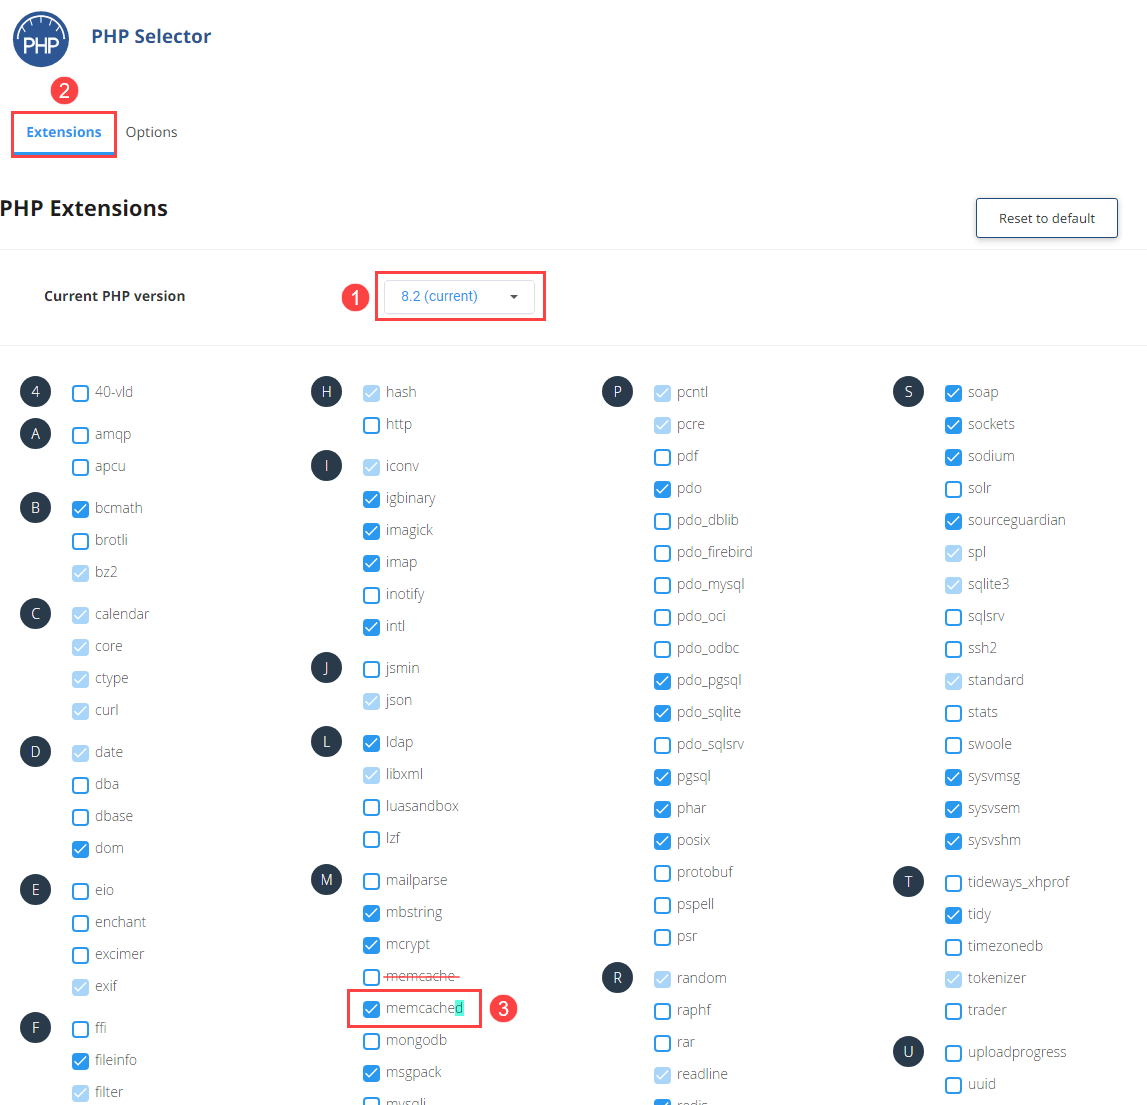 PHP
PHP Selector
2
Extensions
Options
PHP Extensions
Reset to default
Current PHP version
1
8.2 (current)
4
40-vld
A
amqp
apcu
B
bcmath
brotli
bz2
C
calendar
core
ctype
curl
D
date
dba
dbase
dom
E
eio
enchant
excimer
exif
F
ffi
fileinfo
filter
H
hash
http
I
iconv
igbinary
imagick
imap
inotify
intl
J
jsmin
json
L
ldap
libxml
luasandbox
lzf
M
mailparse
mbstring
mcrypt
memcache
memcached
3
mongodb
msgpack
mysqli
P
pcntl
pcre
pdf
pdo
pdo_dblib
pdo_firebird
pdo_mysql
pdo_oci
pdo_odbc
pdo_pgsql
pdo_sqlite
pdo_sqlsrv
pgsql
phar
posix
protobuf
pspell
psr
R
random
raphf
rar
readline
redis
S
soap
sockets
sodium
solr
sourceguardian
spl
sqlite3
sqlsrv
ssh2
standard
stats
swoole
sysvmsg
sysvsem
sysvshm
T
tideways_xhprof
tidy
timezonedb
tokenizer
trader
U
uploadprogress
uuid